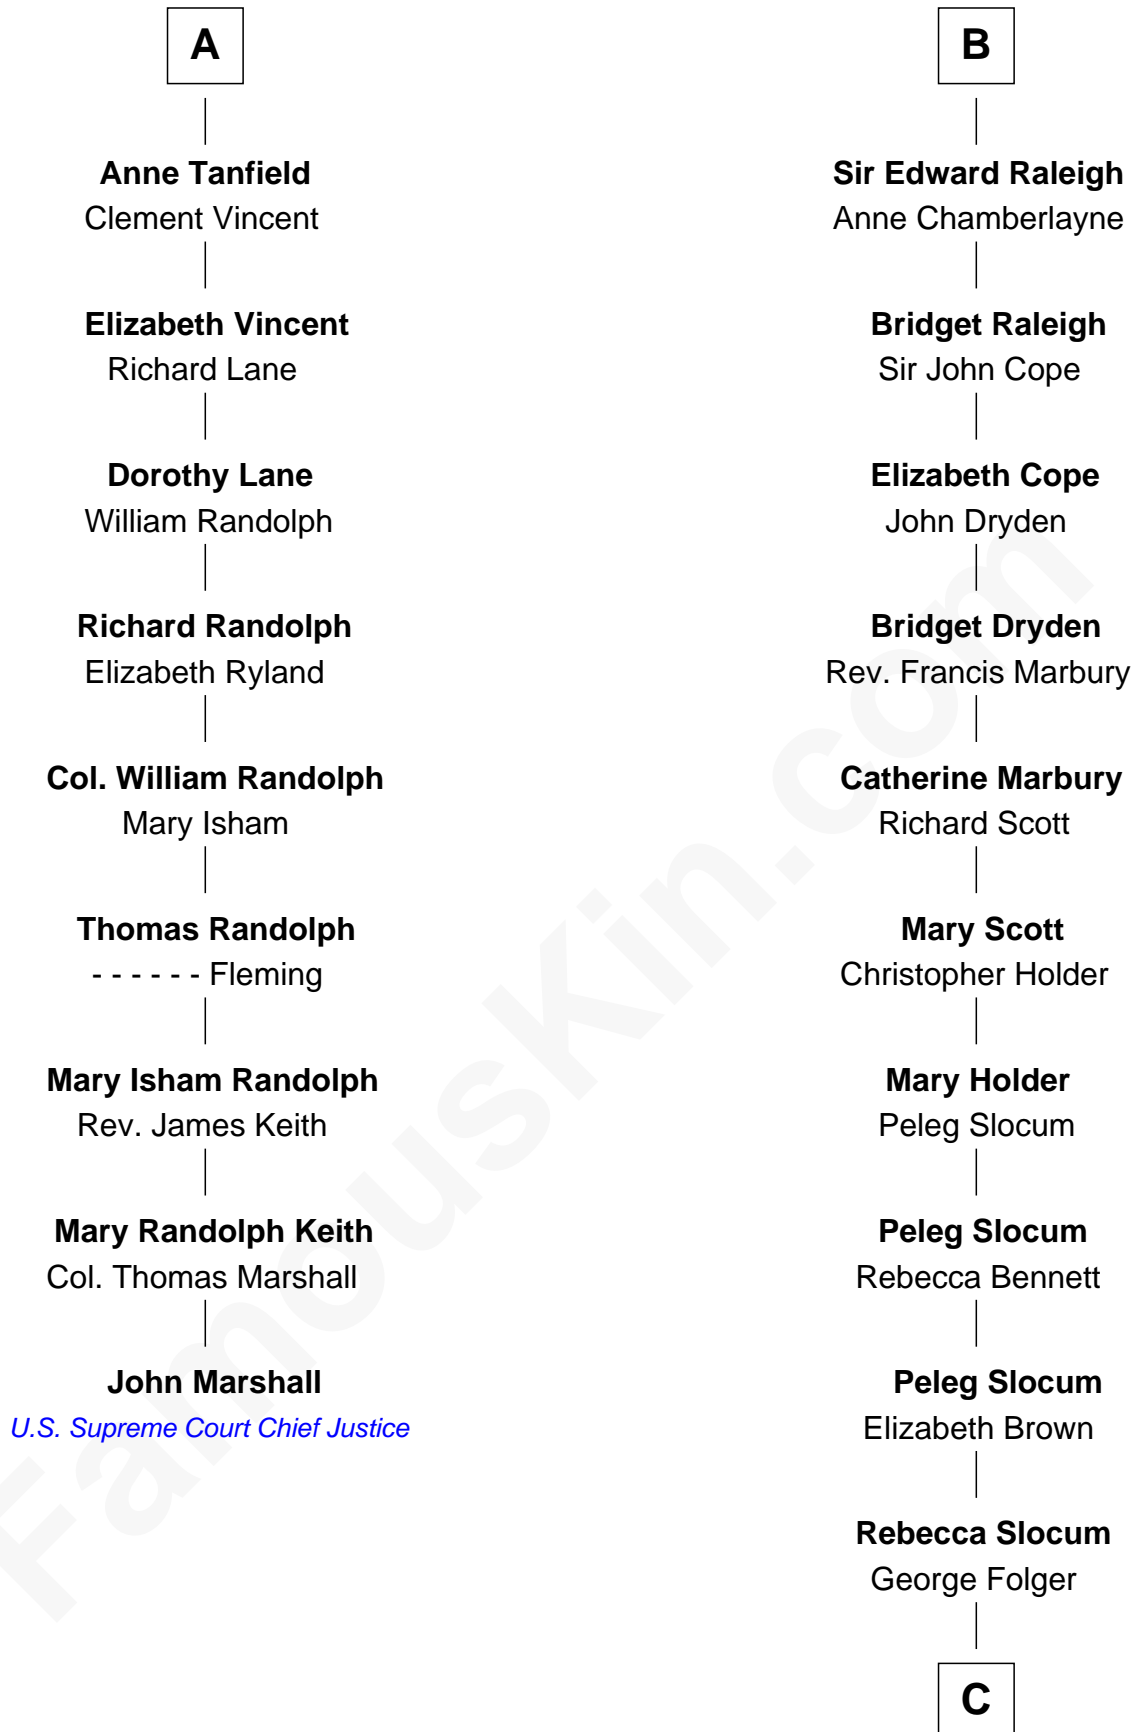 A
Anne Tanfield
Clement Vincent
Elizabeth Vincent
Richard Lane
Dorothy Lane
William Randolph
Richard Randolph
Elizabeth Ryland
Col. William Randolph
Mary Isham
Thomas Randolph
- - - - - - Fleming
Mary Isham Randolph
Rev. James Keith
Mary Randolph Keith
Col. Thomas Marshall
John Marshall
U.S. Supreme Court Chief Justice
B
Sir Edward Raleigh
Anne Chamberlayne
Bridget Raleigh
Sir John Cope
Elizabeth Cope
John Dryden
Bridget Dryden
Rev. Francis Marbury
Catherine Marbury
Richard Scott
Mary Scott
Christopher Holder
Mary Holder
Peleg Slocum
Peleg Slocum
Rebecca Bennett
Peleg Slocum
Elizabeth Brown
Rebecca Slocum
George Folger
C
FamousKin.com